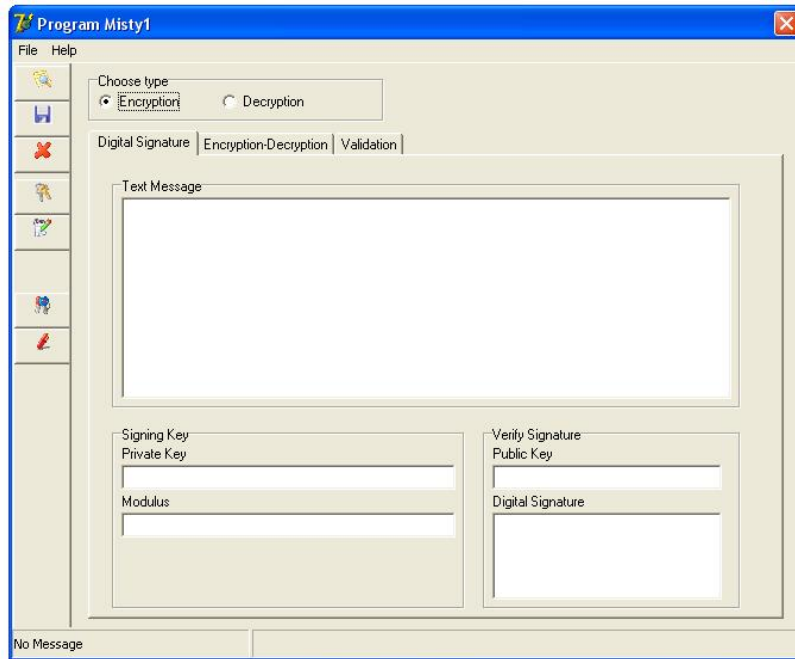 Program Misty1
File Help
Choose type
Encryption Decryption
Digital Signature Encryption-Decryption Validation
Text Message
Signing Key
Private Key
Modulus
Verify Signature
Public Key
Digital Signature
No Message